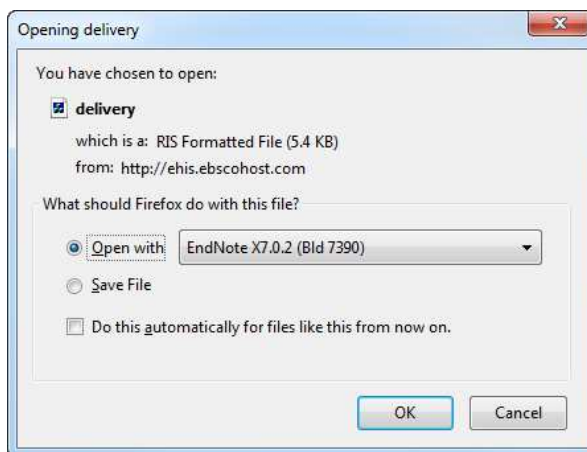 Opening delivery
You have chosen to open:
delivery
which is a: RIS Formatted File (5.4 KB)
from: http://ehis.ebscohost.com
What should Firefox do with this file?
Open with EndNote X7.0.2 (Bld 7390)
Save File
Do this automatically for files like this from now on.
OK Cancel